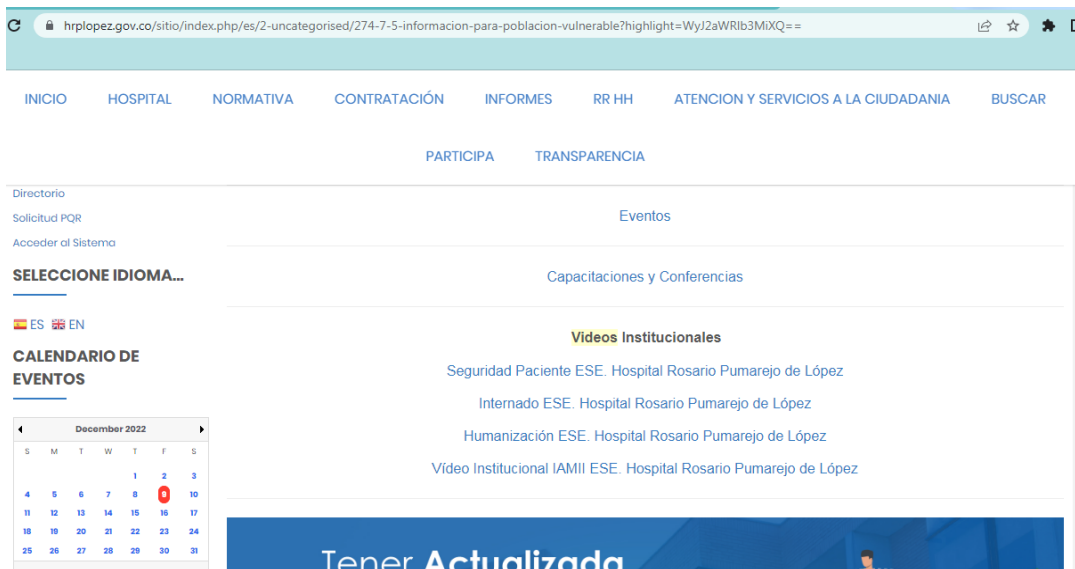 hrplopez.gov.co/sitio/index.php/es/2-uncategorised/274-7-5-informacion-para-poblacion-vulnerable?highlight=WyJ2aWRlb3MiXQ==
INICIO HOSPITAL NORMATIVA CONTRATACIÓN INFORMES RR HH ATENCION Y SERVICIOS A LA CIUDADANIA BUSCAR
PARTICIPA TRANSPARENCIA
Directorio
Solicitud PQR
Acceder al Sistema
SELECCIONE IDIOMA...
ES EN
CALENDARIO DE
EVENTOS
December 2022
S M T W T F S
1 2 3
4 5 6 7 8 9 10
11 12 13 14 15 16 17
18 19 20 21 22 23 24
25 26 27 28 29 30 31
Eventos
Capacitaciones y Conferencias
Videos Institucionales
Seguridad Paciente ESE. Hospital Rosario Pumarejo de López
Internado ESE. Hospital Rosario Pumarejo de López
Humanización ESE. Hospital Rosario Pumarejo de López
Vídeo Institucional IAMII ESE. Hospital Rosario Pumarejo de López
Tener Actualizada